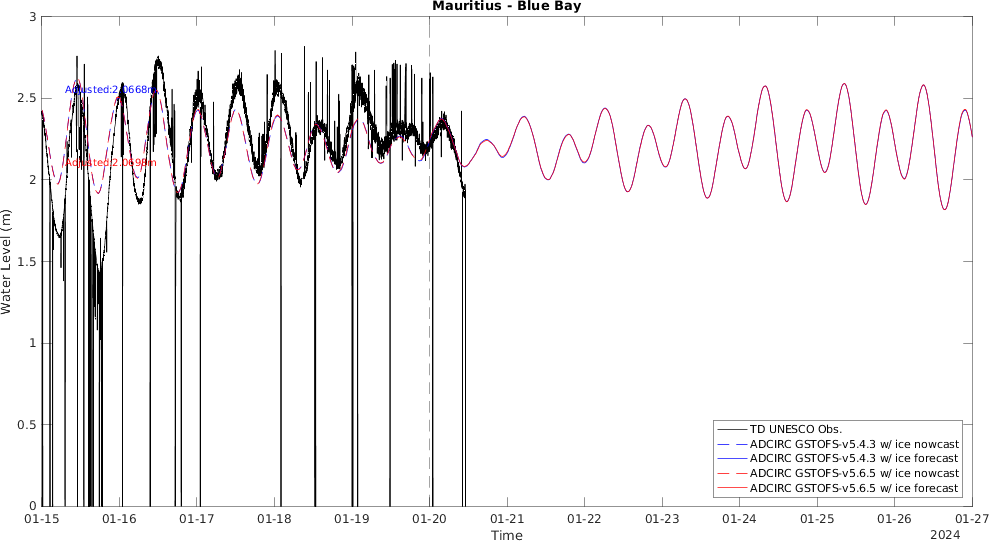 Mauritius - Blue Bay
Water Level (m)
3
2.5
2
1.5
1
0.5
0
Adjusted:2.0668m
Adjusted:2.0698m
TD UNESCO Obs.
ADCIRC GSTOFS-v5.4.3 w/ ice nowcast
ADCIRC GSTOFS-v5.4.3 w/ ice forecast
ADCIRC GSTOFS-v5.6.5 w/ ice nowcast
ADCIRC GSTOFS-v5.6.5 w/ ice forecast
01-15 01-16 01-17 01-18 01-19 01-20 01-21 01-22 01-23 01-24 01-25 01-26 01-27
Time
2024